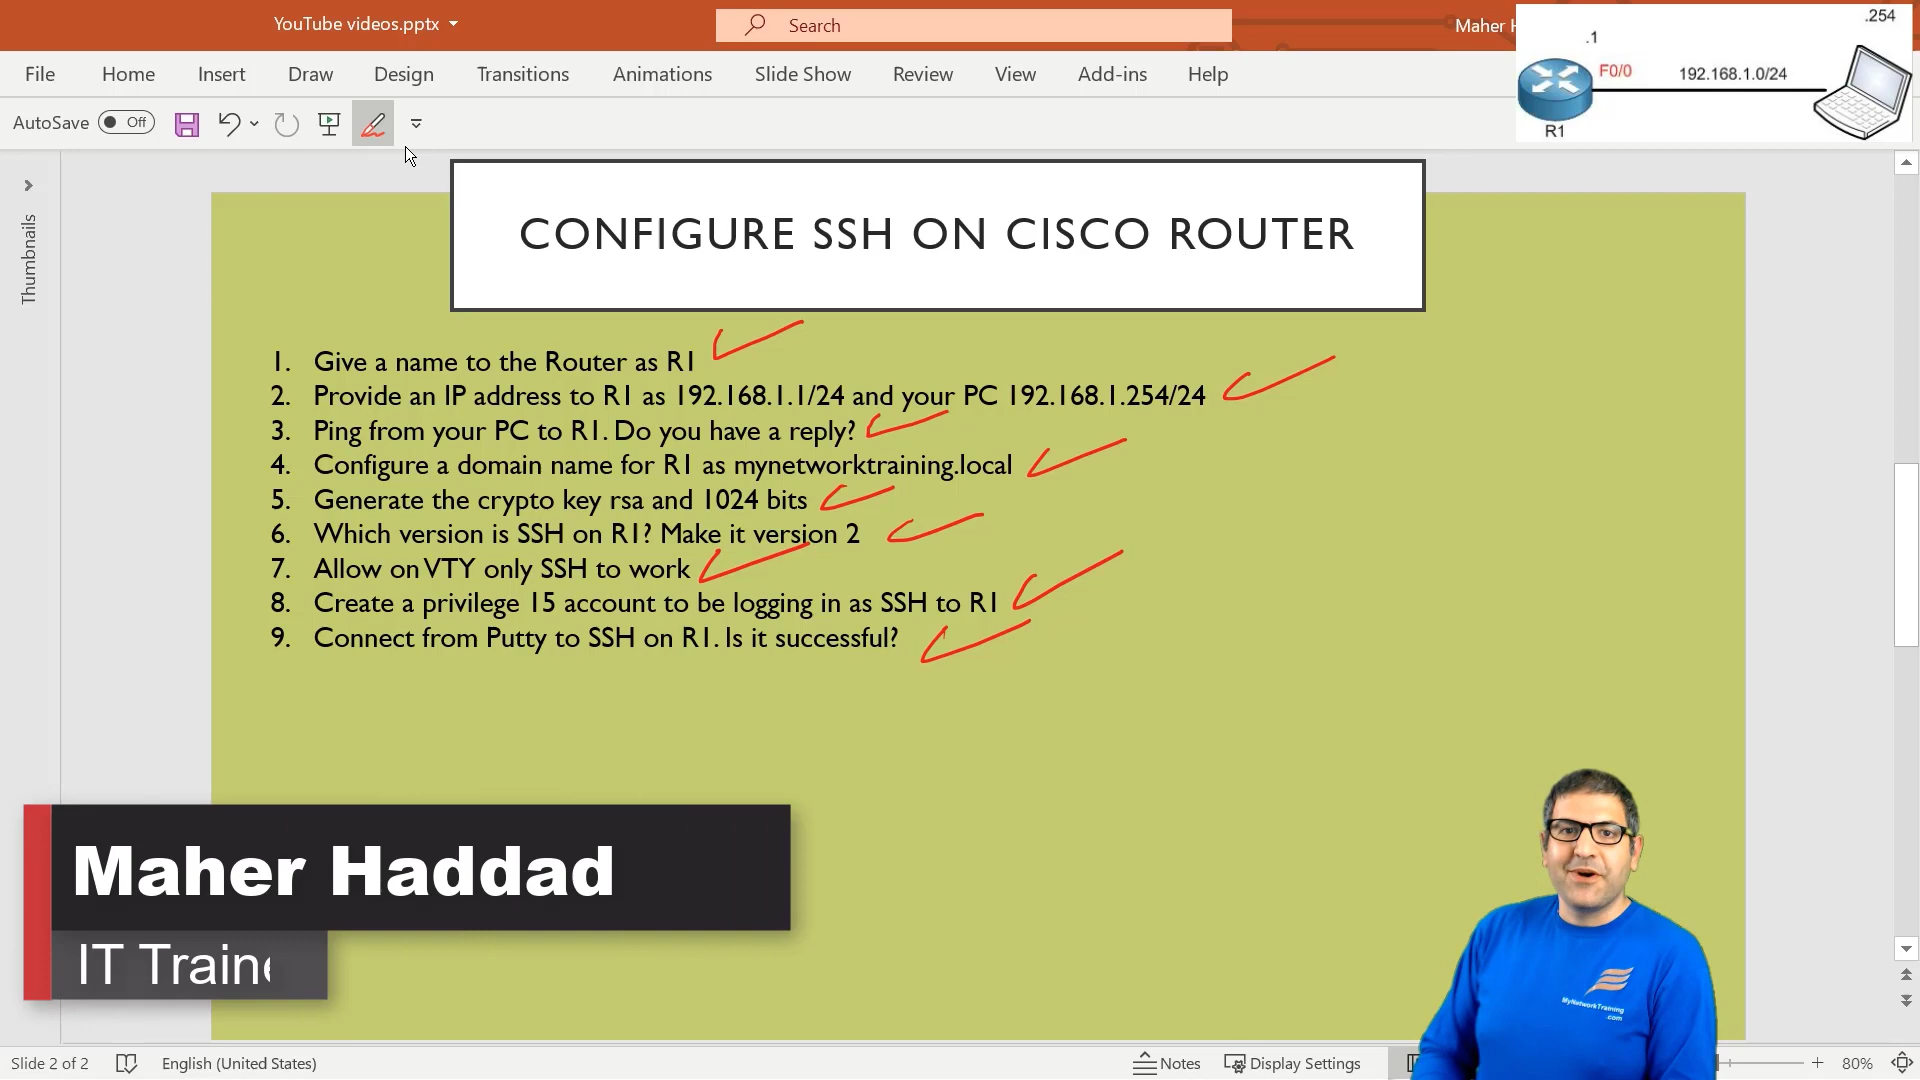 YouTube videos.pptx
Search
Maher H
.254
.1
F0/0
192.168.1.0/24
R1
File Home Insert Draw Design Transitions Animations Slide Show Review View Add-ins Help
AutoSave Off
Thumbnails
CONFIGURE SSH ON CISCO ROUTER
1. Give a name to the Router as R1
2. Provide an IP address to R1 as 192.168.1.1/24 and your PC 192.168.1.254/24
3. Ping from your PC to R1. Do you have a reply?
4. Configure a domain name for R1 as mynetworktraining.local
5. Generate the crypto key rsa and 1024 bits
6. Which version is SSH on R1? Make it version 2
7. Allow on VTY only SSH to work
8. Create a privilege 15 account to be logging in as SSH to R1
9. Connect from Putty to SSH on R1. Is it successful?
Maher Haddad
IT Traine
MyNetworkTraining
.com
Slide 2 of 2
English (United States)
Notes
Display Settings
80%